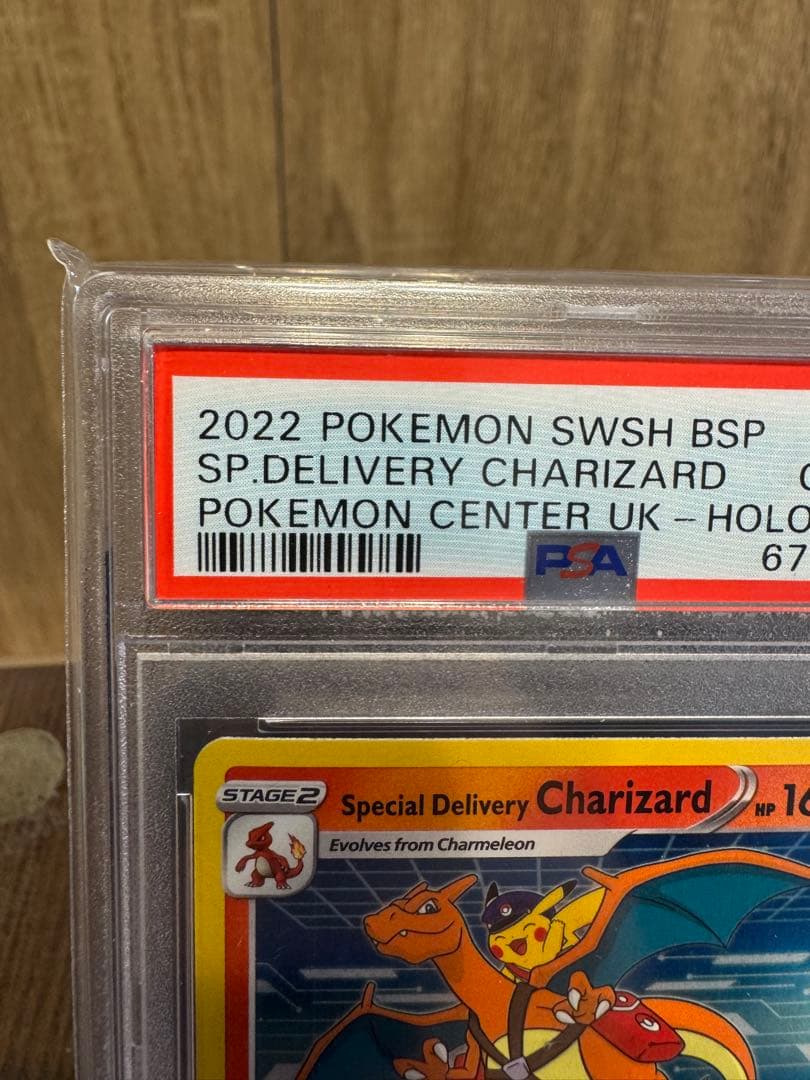 2022 POKEMON SWSH BSP
SP.DELIVERY CHARIZARD
POKEMON CENTER UK – HOLO
PSA
67
STAGE2
Special Delivery Charizard HP 16
Evolves from Charmeleon